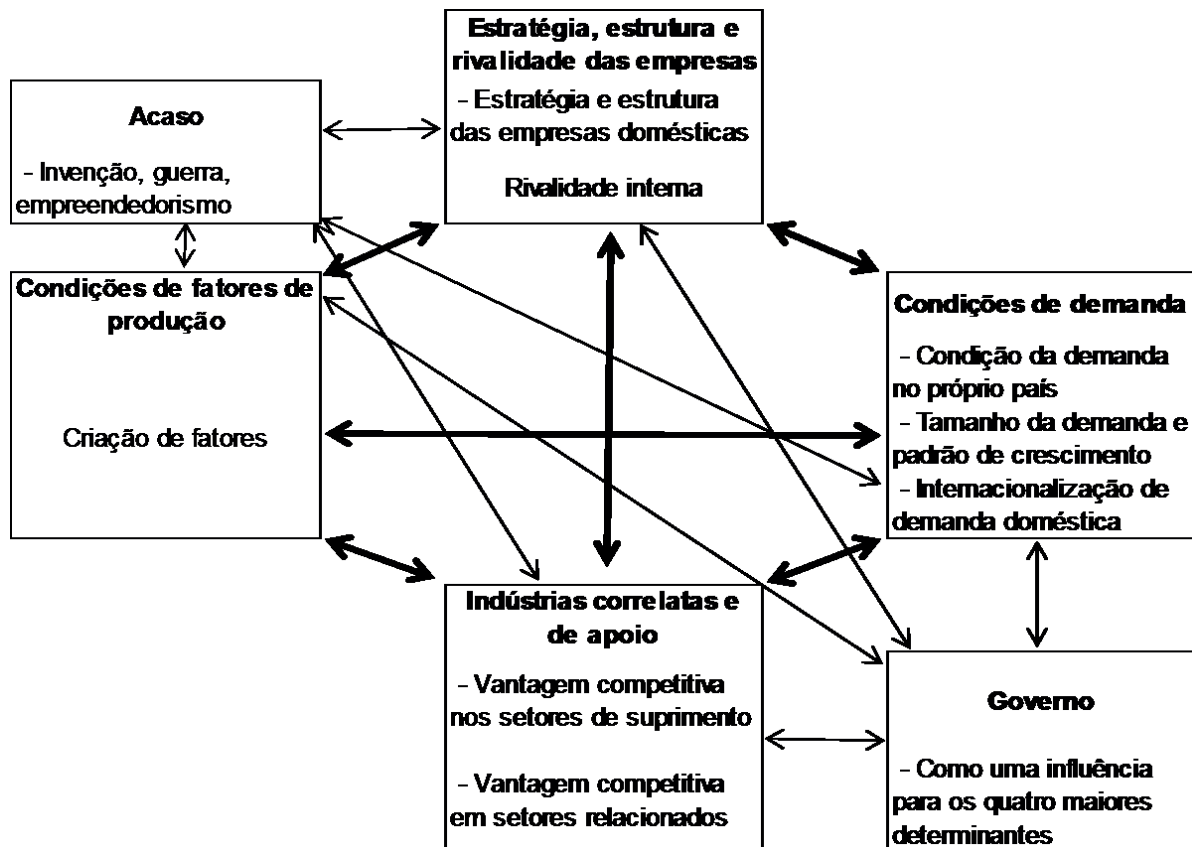 Estratégia, estrutura e
rivalidade das empresas
- Estratégia e estrutura
das empresas domésticas
Rivalidade interna
Acaso
- Invenção, guerra,
empreendedorismo
Condições de fatores de
produção
Criação de fatores
Condições de demanda
- Condição da demanda
no próprio país
- Tamanho da demanda e
padrão de crescimento
- Internacionalização de
demanda doméstica
Indústrias correlatas e
de apoio
- Vantagem competitiva
nos setores de suprimento
- Vantagem competitiva
em setores relacionados
Governo
- Como uma influência
para os quatro maiores
determinantes